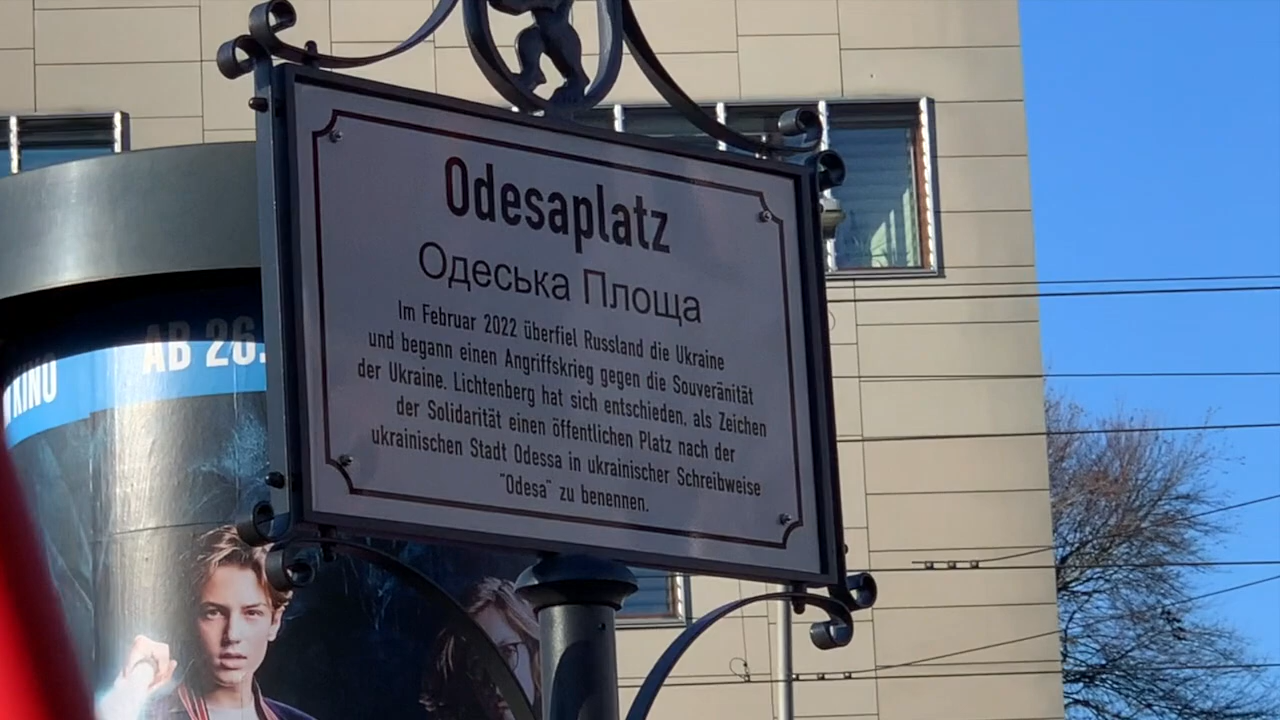 Odesaplatz
Одеська Площа
Im Februar 2022 überfiel Russland die Ukraine
und begann einen Angriffskrieg gegen die Souveränität
der Ukraine. Lichtenberg hat sich entschieden, als Zeichen
der Solidarität einen öffentlichen Platz nach der
ukrainischen Stadt Odessa in ukrainischer Schreibweise
"Odesa" zu benennen.
KINO
AB 26.